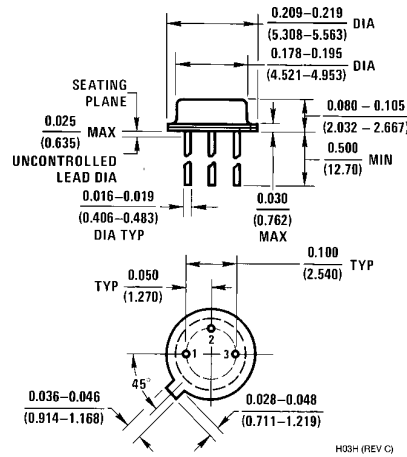 0.209–0.219
(5.308–5.563)
DIA
0.178–0.195
(4.521–4.953)
DIA
SEATING
PLANE
0.025
(0.635)
MAX
UNCONTROLLED
LEAD DIA
0.080 – 0.105
(2.032 – 2.667)
0.500
(12.70)
MIN
0.016–0.019
(0.406–0.483)
DIA TYP
0.030
(0.762)
MAX
0.100
(2.540)
TYP
TYP
0.050
(1.270)
2
1
3
45°
0.036–0.046
(0.914–1.168)
0.028–0.048
(0.711–1.219)
H03H (REV C)